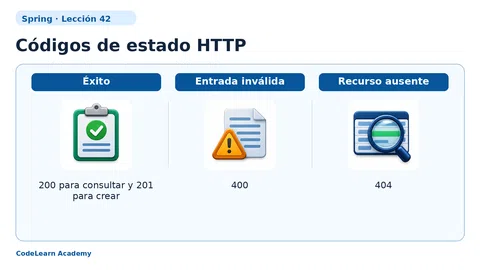 Spring · Lección 42
Códigos de estado HTTP
Éxito
Entrada inválida
Recurso ausente
200 para consultar y 201
para crear
400
404
CodeLearn Academy